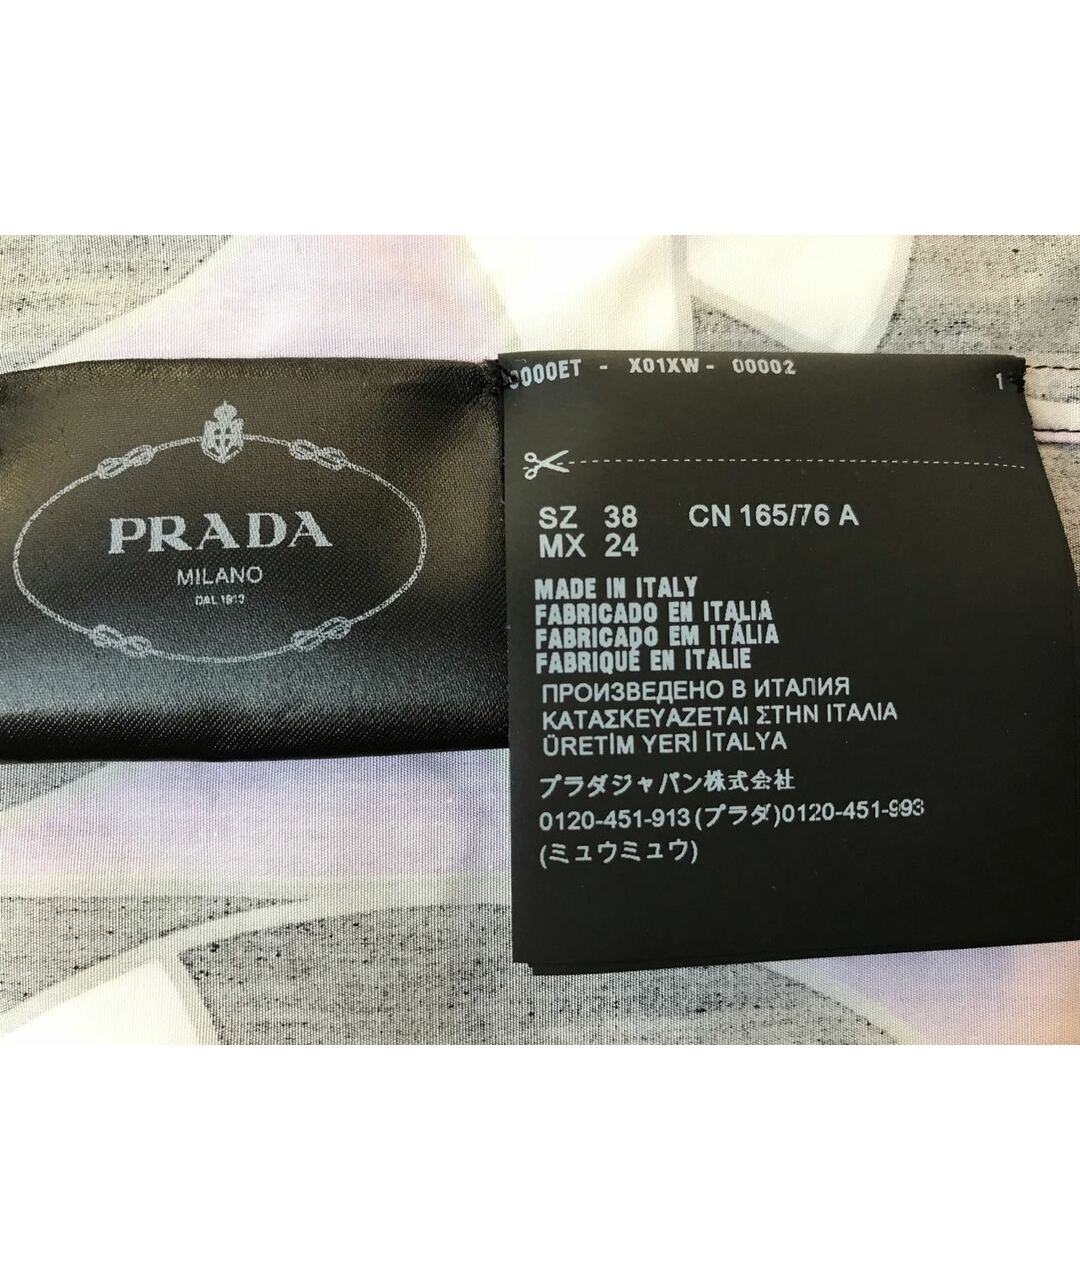 PRADA
MILANO
DAL 1913
0000ET - X01XW - 00002 1
SZ 38 CN 165/76 A
MX 24
MADE IN ITALY
FABRICADO EN ITALIA
FABRICADO EM ITÁLIA
FABRIQUÉ EN ITALIE
ПРОИЗВЕДЕНО В ИТАЛИЯ
ΚΑΤΑΣΚΕΥΑΖΕΤΑΙ ΣΤΗΝ ΙΤΑΛΙΑ
ÜRETİM YERİ İTALYA
プラダジャパン株式会社
0120-451-913(プラダ)0120-451-993
(ミュウミュウ)